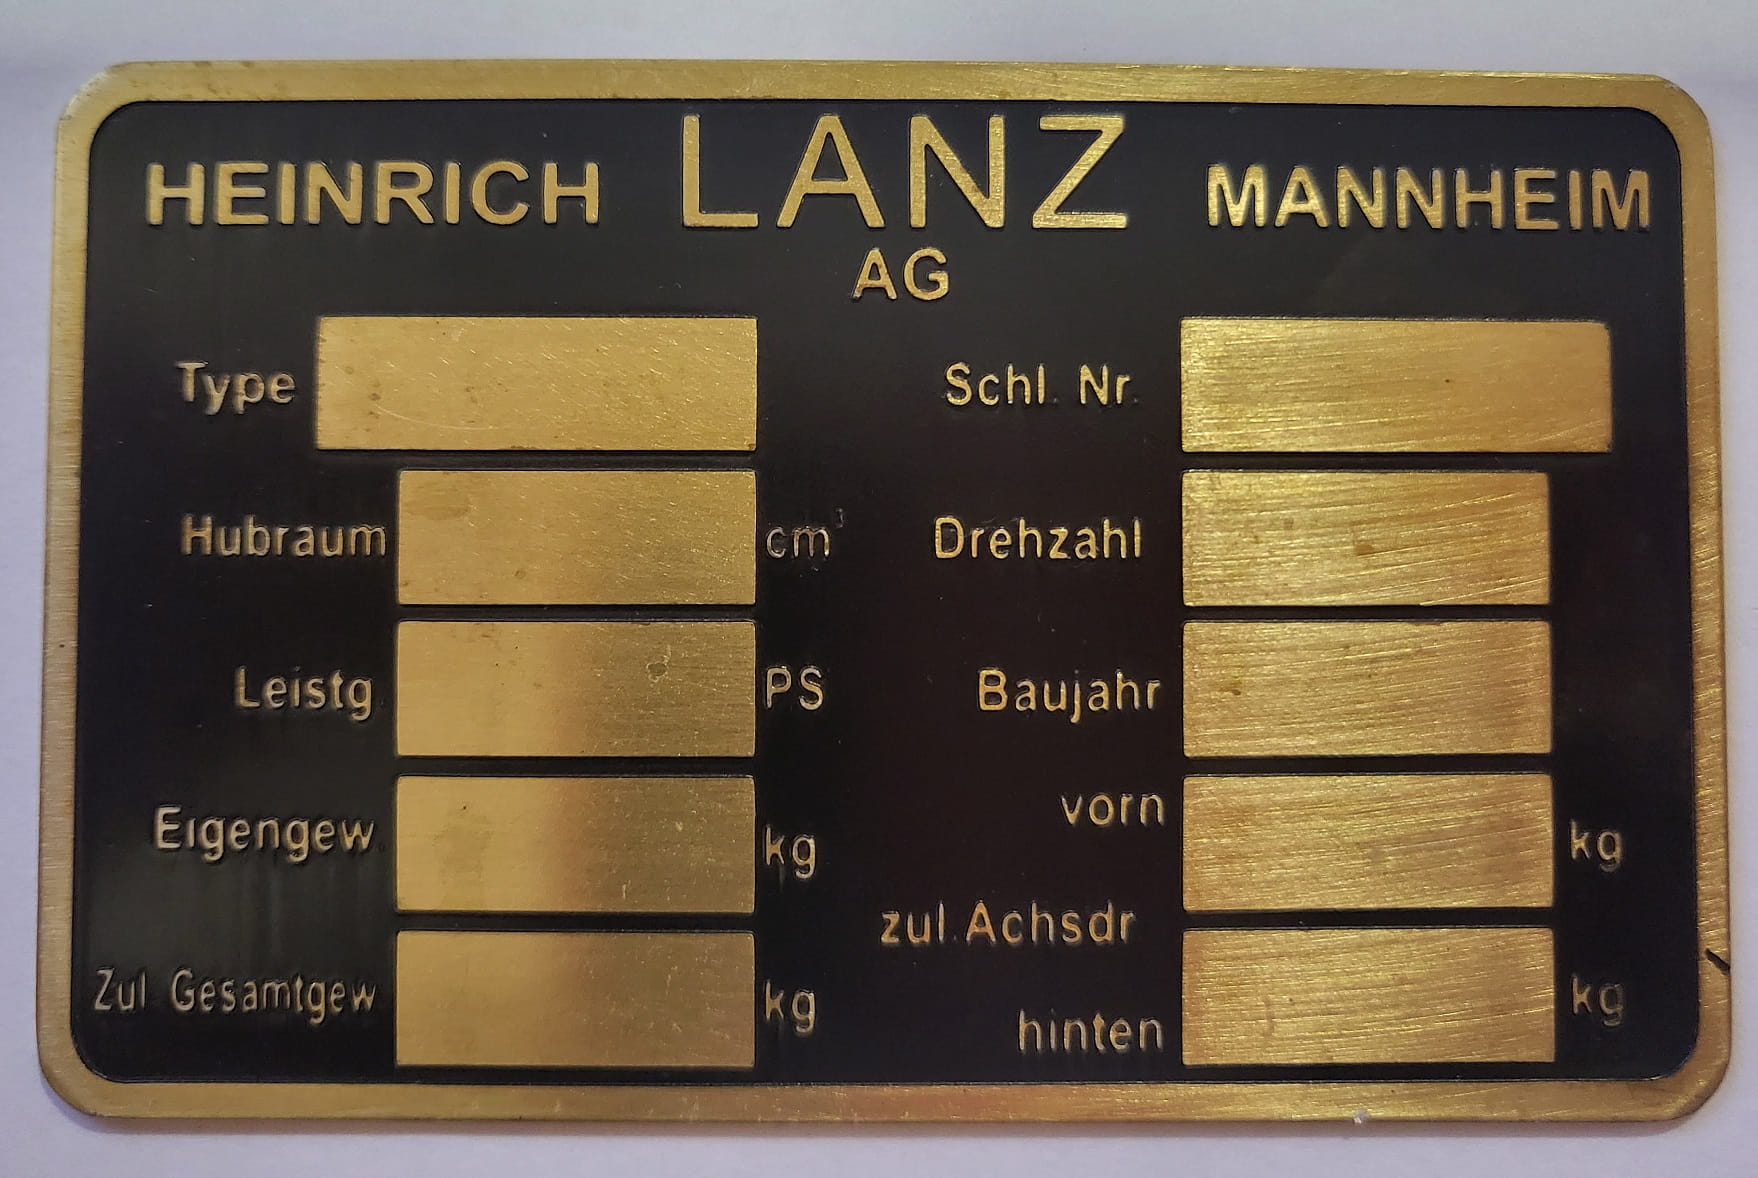 HEINRICH LANZ MANNHEIM
AG
Type
Schl. Nr.
Hubraum cm³
Drehzahl
Leistg. PS
Baujahr
Eigengew. kg
vorn kg
zul. Achsdr.
Zul. Gesamtgew. kg
hinten kg